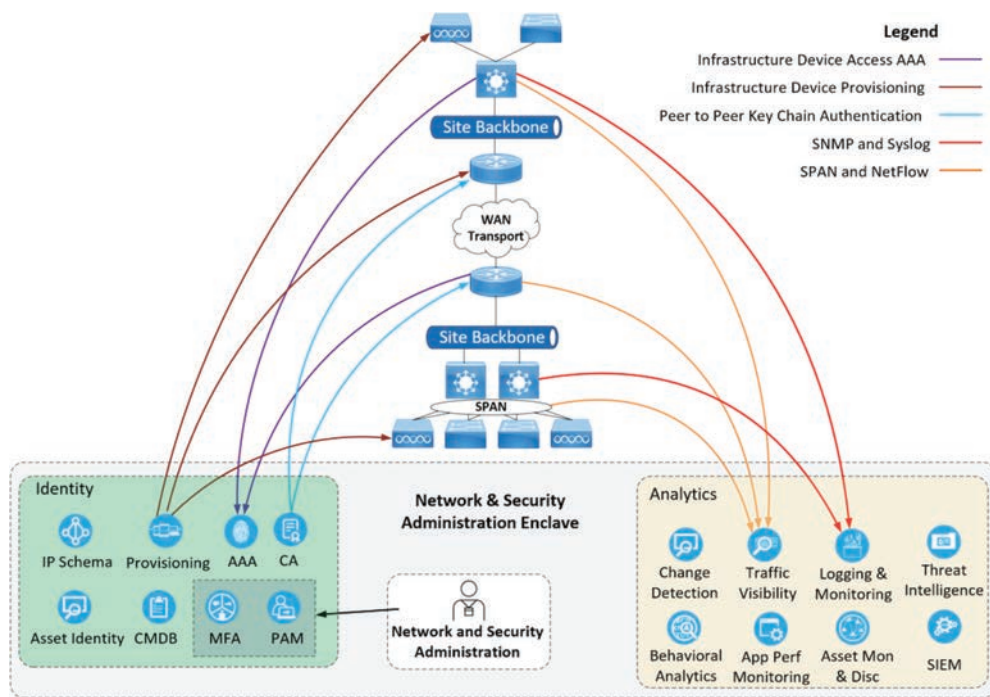 Legend
Infrastructure Device Access AAA
Infrastructure Device Provisioning
Peer to Peer Key Chain Authentication
SNMP and Syslog
SPAN and NetFlow
Site Backbone
WAN
Transport
Site Backbone
SPAN
Identity
IP Schema
Provisioning
AAA
CA
Asset Identity
CMDB
MFA
PAM
Network & Security
Administration Enclave
Network and Security
Administration
Analytics
Change
Detection
Traffic
Visibility
Logging &
Monitoring
Threat
Intelligence
Behavioral
Analytics
App Perf
Monitoring
Asset Mon
& Disc
SIEM